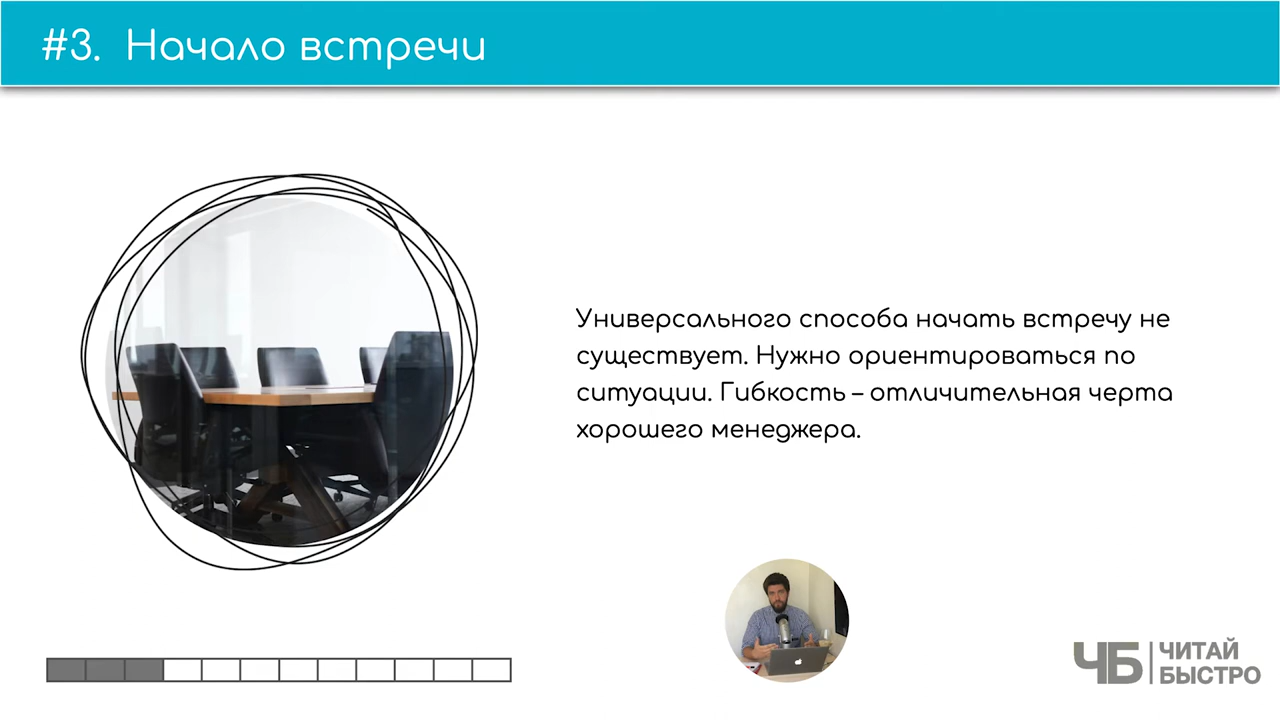 #3. Начало встречи
Универсального способа начать встречу не
существует. Нужно ориентироваться по
ситуации. Гибкость – отличительная черта
хорошего менеджера.
ЧБ
ЧИТАЙ
БЫСТРО